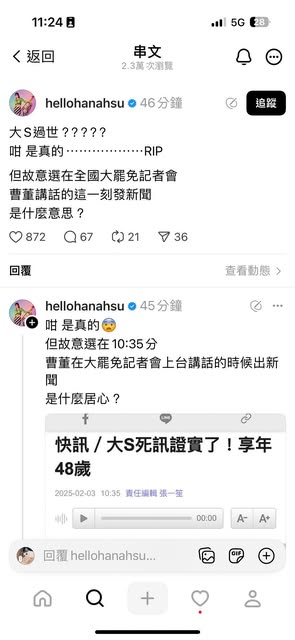 11:24
5G 28
返回
串文
2.3萬 次瀏覽
hellohanahsu 46分鐘
追蹤
大S過世?????
咁 是真的⋯⋯⋯⋯⋯⋯RIP
但故意選在全國大罷免記者會
曹董講話的這一刻發新聞
是什麼意思?
872 67 21 36
回覆
查看動態
hellohanahsu 45分鐘
咁 是真的😨
但故意選在10:35分
曹董在大罷免記者會上台講話的時候出新
聞
是什麼居心?
LINE
快訊/大S死訊證實了!享年
48歲
2025-02-03 10:35 責任編輯 張一笙
00:00
A- A+
回覆 hellohanahsu...
GIF